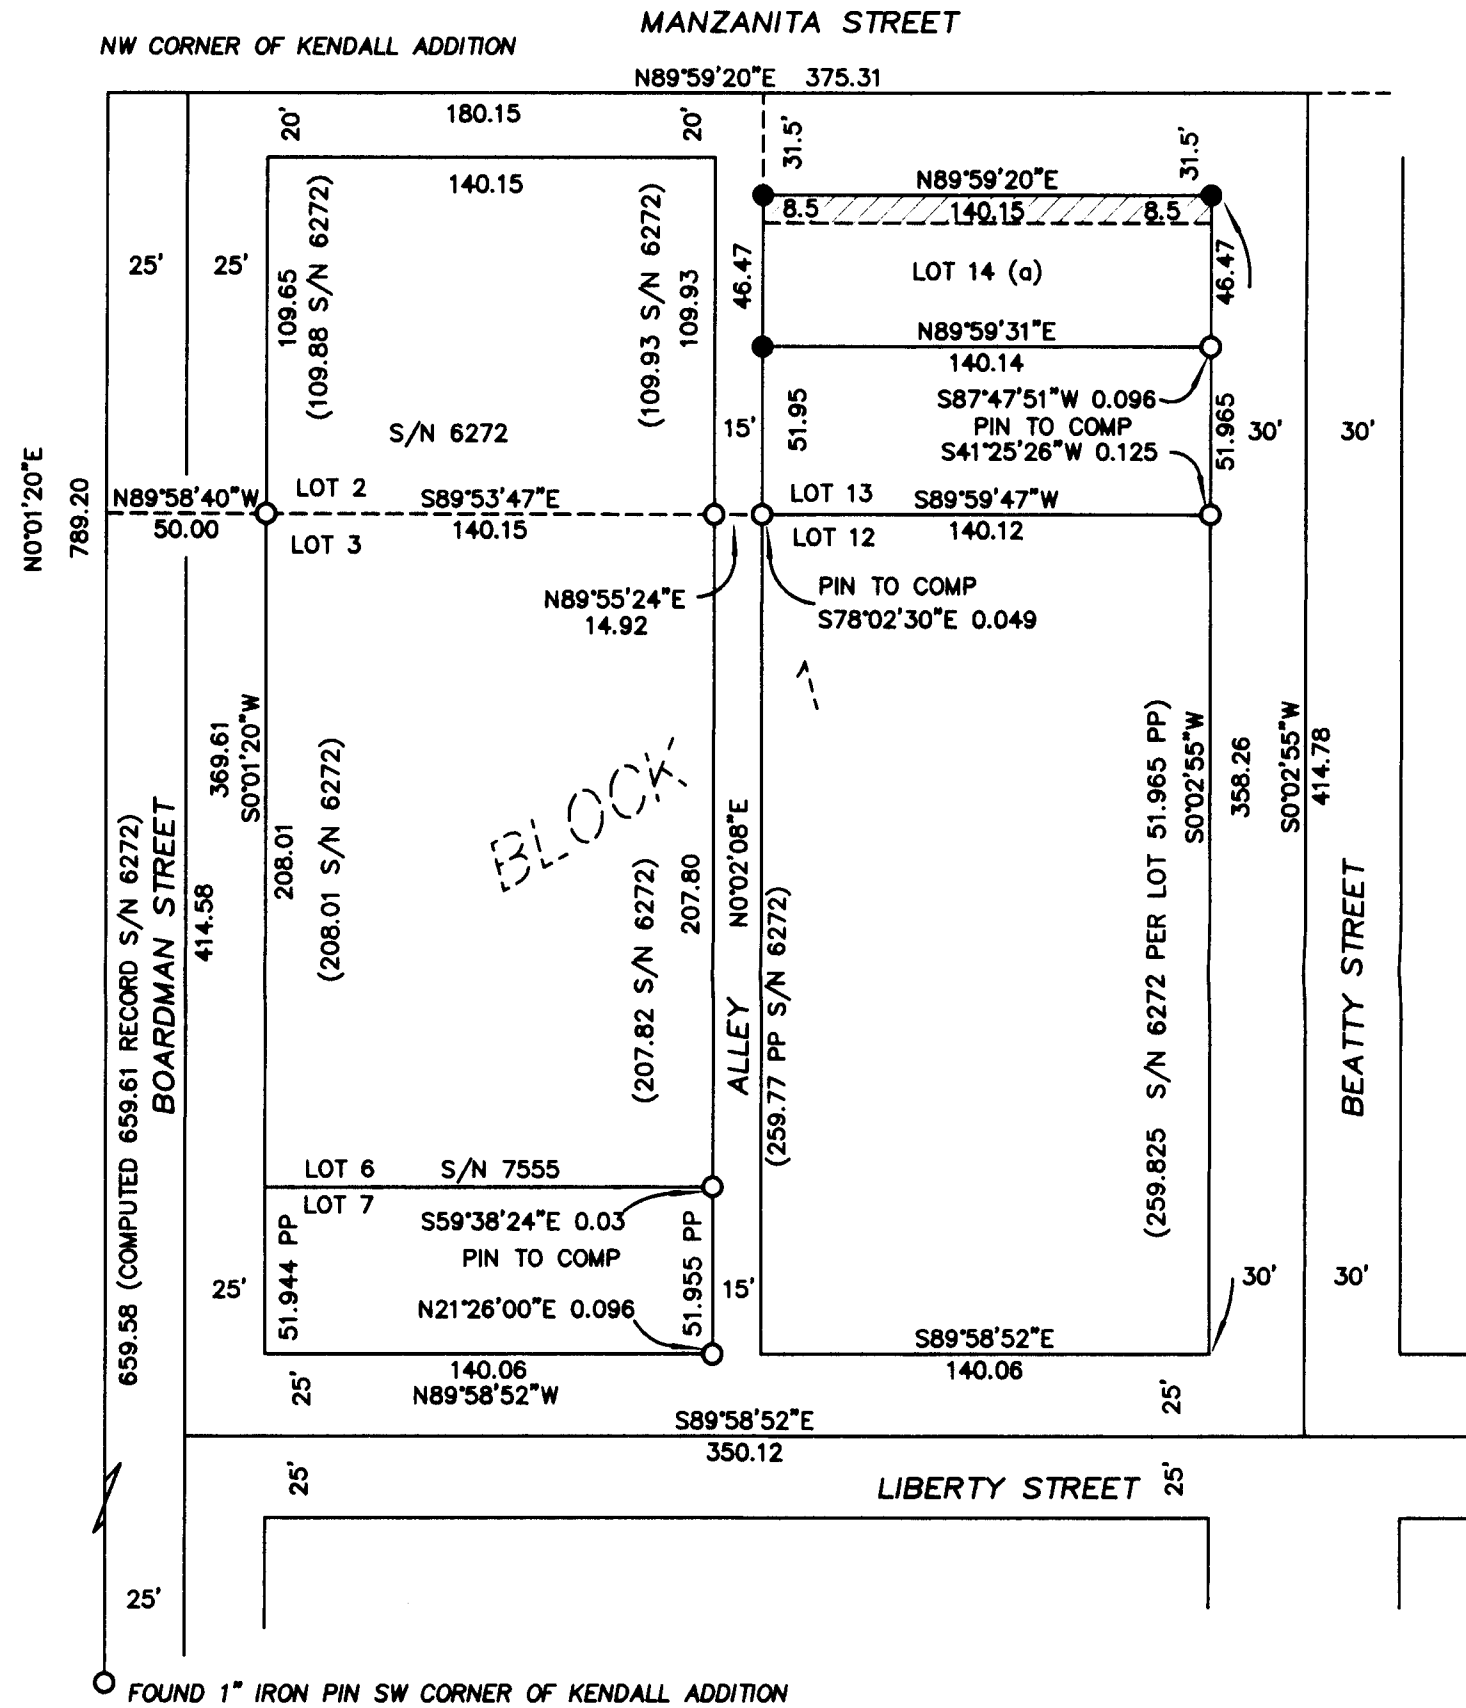 MANZANITA STREET
NW CORNER OF KENDALL ADDITION
N89°59'20"E 375.31
180.15
20'
20'
31.5'
31.5'
140.15
N89°59'20"E
8.5
140.15
8.5
25'
25'
109.65
(109.88 S/N 6272)
(109.93 S/N 6272)
109.93
46.47
LOT 14 (a)
46.47
N89°59'31"E
140.14
S87°47'51"W 0.096
PIN TO COMP
S41°25'26"W 0.125
S/N 6272
15'
51.95
51.965
30'
30'
N0°01'20"E
789.20
N89°58'40"W
50.00
LOT 2
S89°53'47"E
140.15
LOT 3
LOT 13
S89°59'47"W
LOT 12
140.12
N89°55'24"E
14.92
PIN TO COMP
S78°02'30"E 0.049
1
BLOCK
369.61
S0°01'20"W
208.01
(208.01 S/N 6272)
(207.82 S/N 6272)
207.80
ALLEY N0°02'08"E
(259.77 PP S/N 6272)
(259.825 S/N 6272 PER LOT 51.965 PP)
S0°02'55"W
358.26
S0°02'55"W
414.78
659.58 (COMPUTED 659.61 RECORD S/N 6272)
BOARDMAN STREET
414.58
BEATTY STREET
LOT 6 S/N 7555
LOT 7
S59°38'24"E 0.03
PIN TO COMP
N21°26'00"E 0.096
25'
51.944 PP
51.955 PP
15'
30'
30'
S89°58'52"E
140.06
140.06
N89°58'52"W
25'
25'
S89°58'52"E
350.12
25'
LIBERTY STREET
25'
25'
FOUND 1" IRON PIN SW CORNER OF KENDALL ADDITION